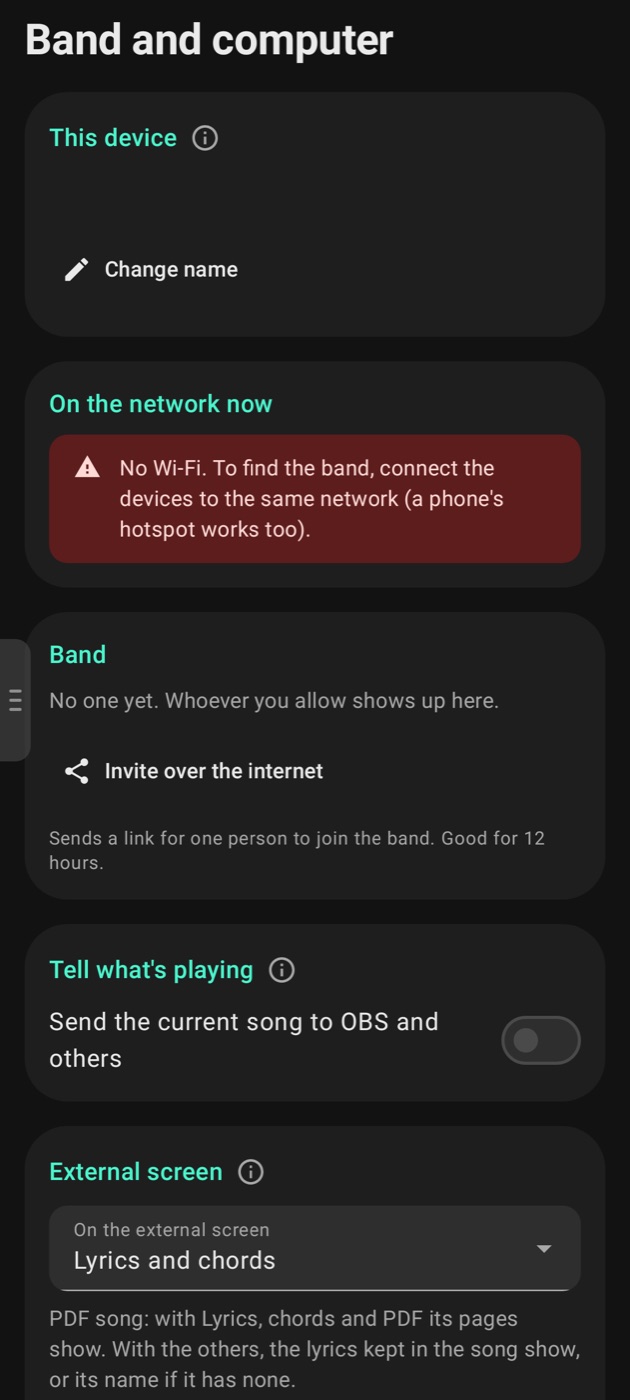 Band and computer
This device
Change name
On the network now
No Wi-Fi. To find the band, connect the
devices to the same network (a phone's
hotspot works too).
Band
No one yet. Whoever you allow shows up here.
Invite over the internet
Sends a link for one person to join the band. Good for 12
hours.
Tell what's playing
Send the current song to OBS and
others
External screen
On the external screen
Lyrics and chords
PDF song: with Lyrics, chords and PDF its pages
show. With the others, the lyrics kept in the song show,
or its name if it has none.